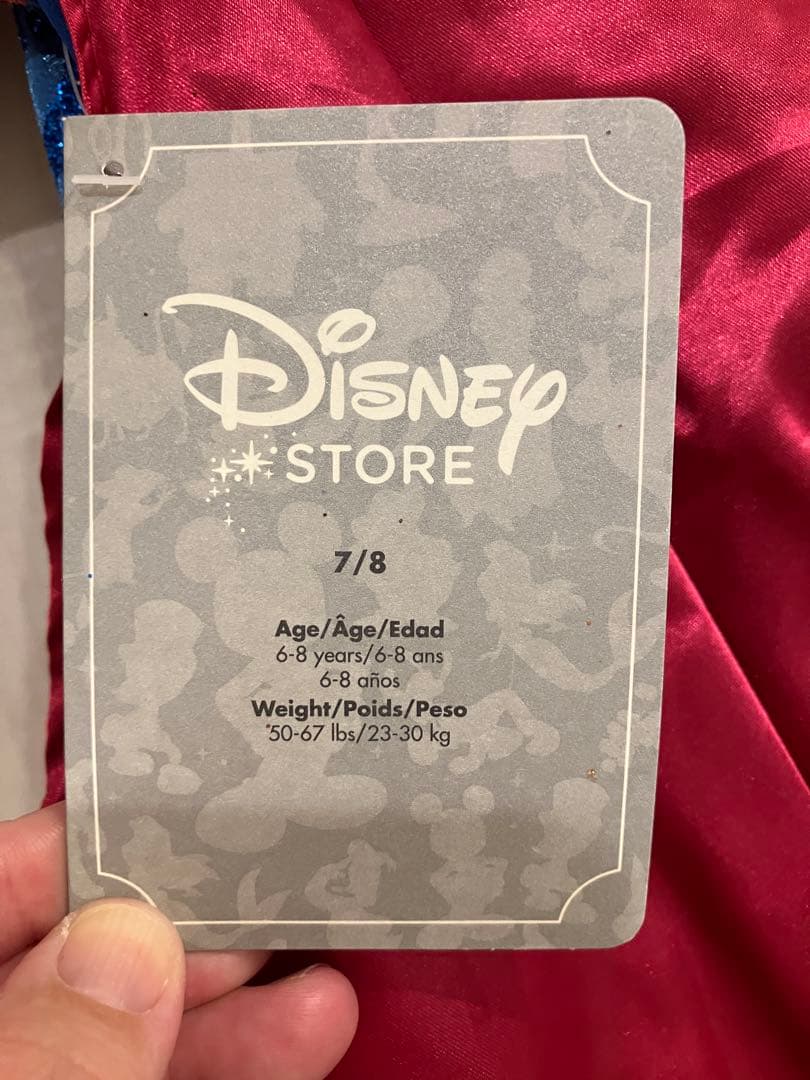 Disney
STORE
7/8
Age/Âge/Edad
6-8 years/6-8 ans
6-8 años
Weight/Poids/Peso
50-67 lbs/23-30 kg